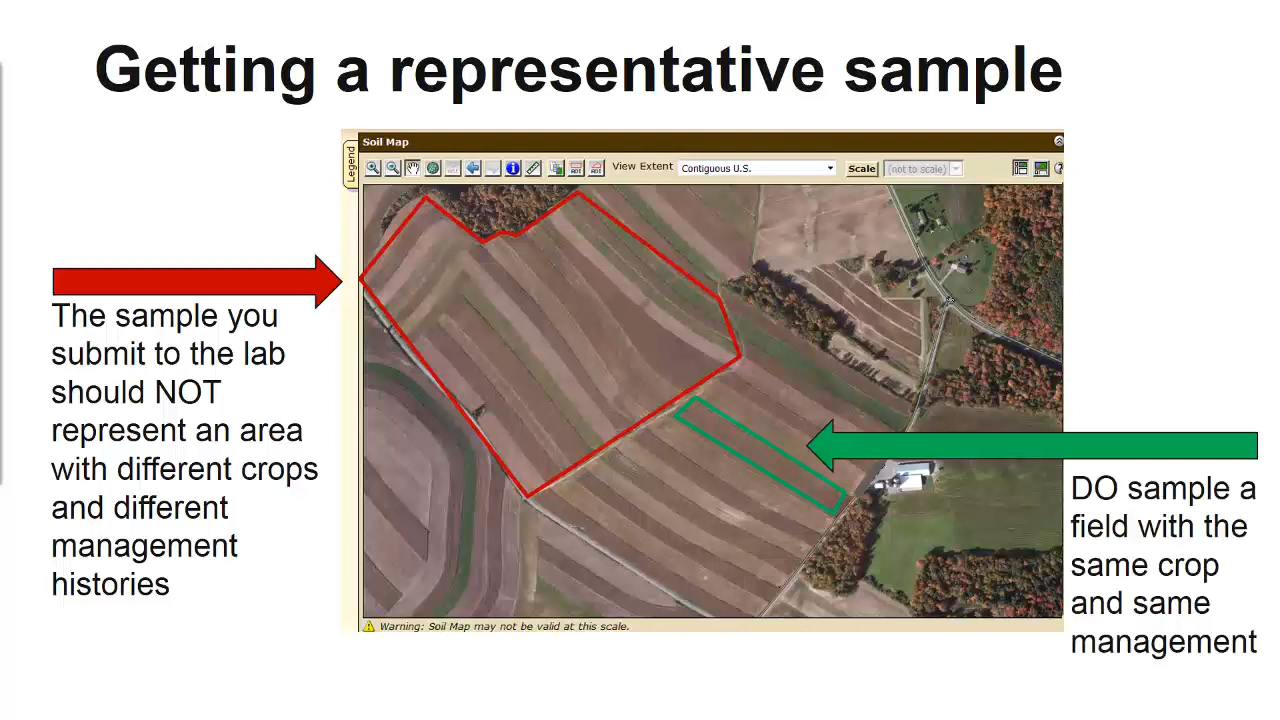 Getting a representative sample
Legend
Soil Map
View Extent
Contiguous U.S.
Scale
(not to scale)
The sample you
submit to the lab
should NOT
represent an area
with different crops
and different
management
histories
DO sample a
field with the
same crop
and same
management
Warning: Soil Map may not be valid at this scale.